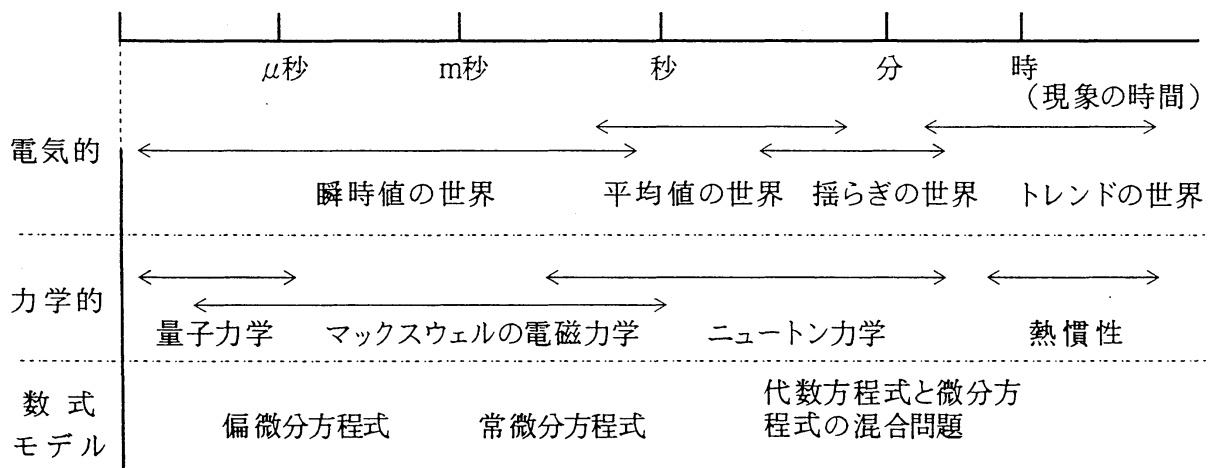 μ秒 m秒 秒 分 時
(現象の時間)
電気的
瞬時値の世界 平均値の世界 揺らぎの世界 トレンドの世界
力学的
量子力学 マックスウェルの電磁力学 ニュートン力学 熱慣性
数式
モデル
偏微分方程式 常微分方程式
代数方程式と微分方
程式の混合問題